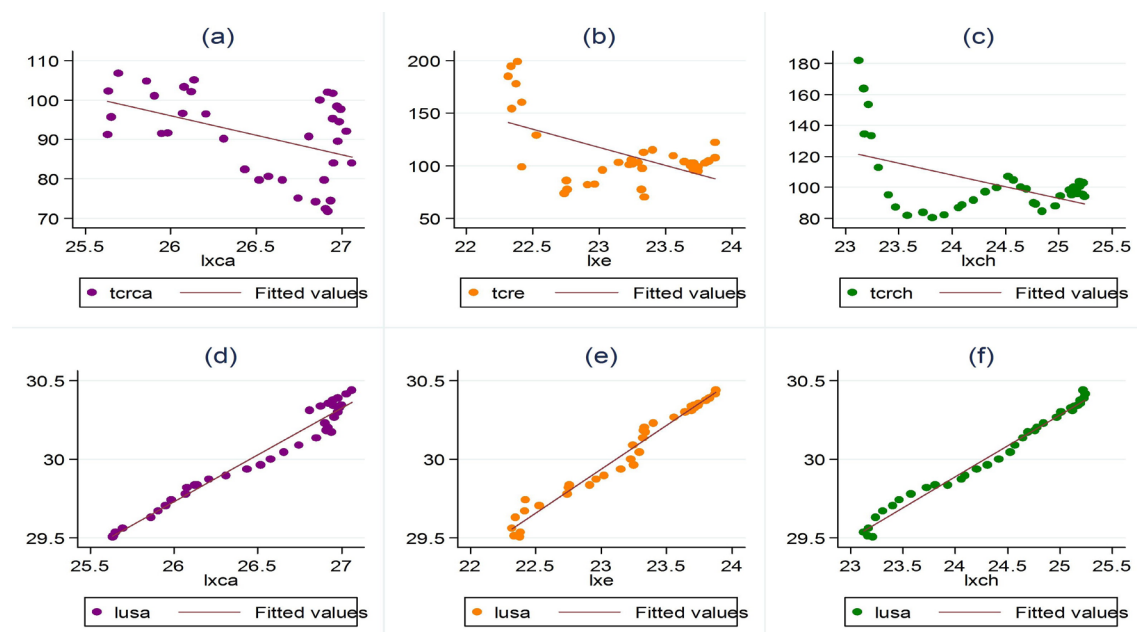 (a)
110
100
90
80
70
25.5 26 26.5 27
lxca
tcrca Fitted values
(b)
200
150
100
50
22 22.5 23 23.5 24
lxe
tcre Fitted values
(c)
180
160
140
120
100
80
23 23.5 24 24.5 25 25.5
lxch
tcrch Fitted values
(d)
30.5
30
29.5
25.5 26 26.5 27
lxca
lusa Fitted values
(e)
30.5
30
29.5
22 22.5 23 23.5 24
lxe
lusa Fitted values
(f)
30.5
30
29.5
23 23.5 24 24.5 25 25.5
lxch
lusa Fitted values